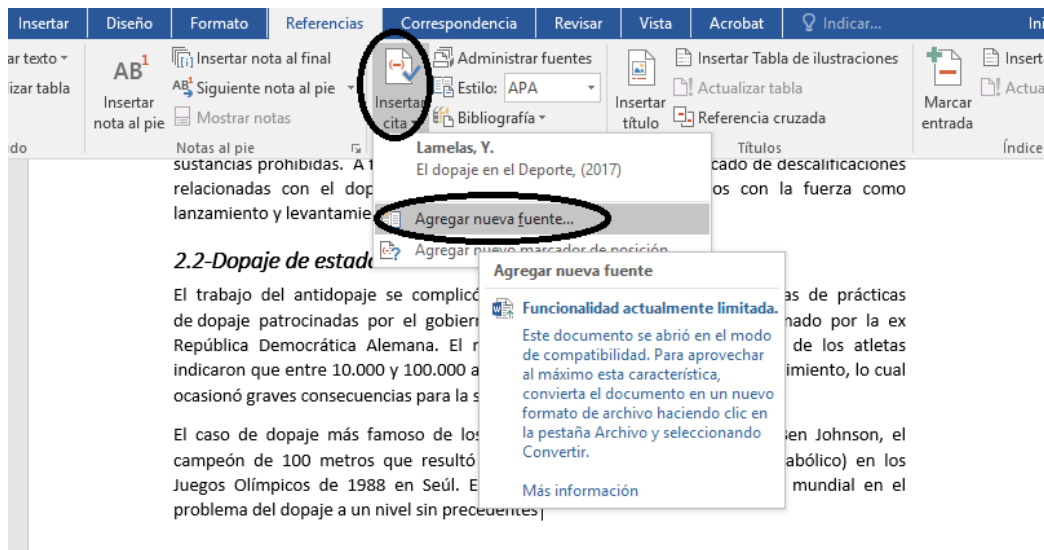 Insertar Diseño Formato Referencias Correspondencia Revisar Vista Acrobat Indicar... Ini
ar texto
izar tabla
AB1
Insertar
nota al pie
Insertar nota al final
Siguiente nota al pie
Mostrar notas
Notas al pie
do
Insertar
cita
Administrar fuentes
Estilo: APA
Bibliografía
Insertar
título
Insertar Tabla de ilustraciones
Actualizar tabla
Referencia cruzada
Títulos
Marcar
entrada
Insert
Actua
Índice
Lamelas, Y.
El dopaje en el Deporte, (2017)
Agregar nueva fuente...
Agregar nuevo marcador de posición
Agregar nueva fuente
Funcionalidad actualmente limitada.
Este documento se abrió en el modo
de compatibilidad. Para aprovechar
al máximo esta característica,
convierta el documento en un nuevo
formato de archivo haciendo clic en
la pestaña Archivo y seleccionando
Convertir.
Más información
sustancias prohibidas. A cado de descalificaciones
relacionadas con el dop os con la fuerza como
lanzamiento y levantamie
2.2-Dopaje de estado
El trabajo del antidopaje se complicó as de prácticas
de dopaje patrocinadas por el gobier nado por la ex
República Democrática Alemana. El de los atletas
indicaron que entre 10.000 y 100.000 a imiento, lo cual
ocasionó graves consecuencias para la s
El caso de dopaje más famoso de los Ben Johnson, el
campeón de 100 metros que resultó abólico) en los
Juegos Olímpicos de 1988 en Seúl. E mundial en el
problema del dopaje a un nivel sin precedentes